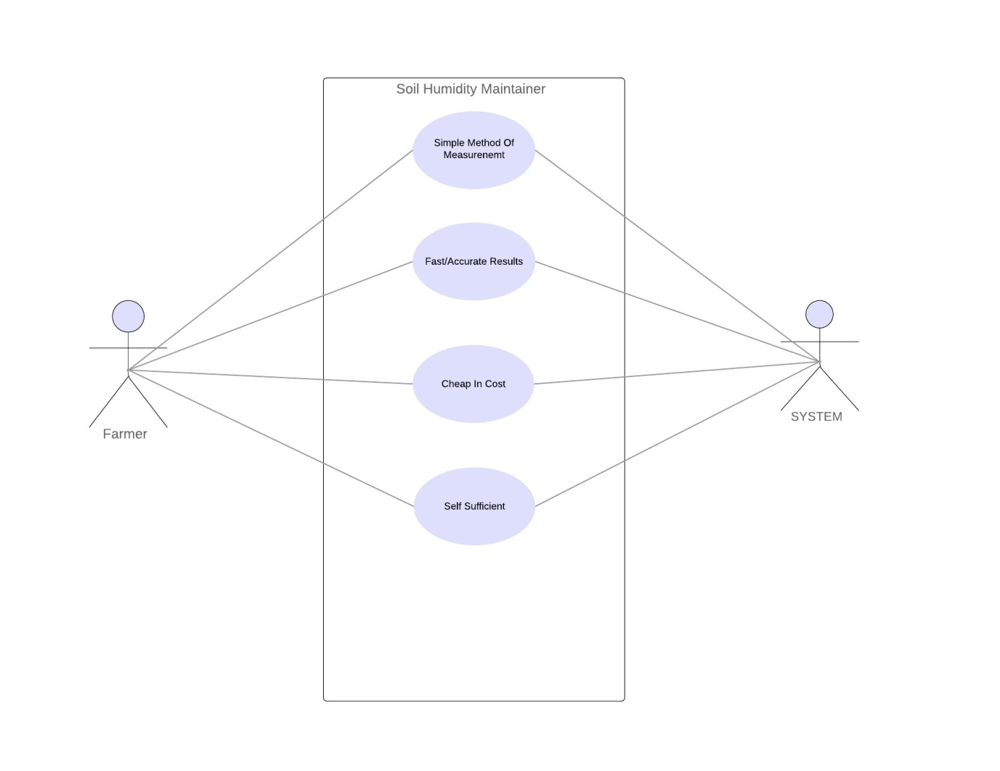 Soil Humidity Maintainer
Simple Method Of
Measurenemt
Fast/Accurate Results
Cheap In Cost
Self Sufficient
Farmer
SYSTEM